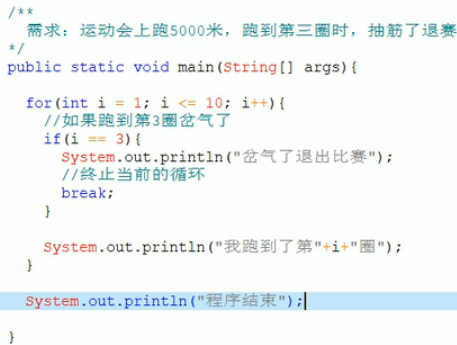 /**
需求：运动会上跑5000米，跑到第三圈时，抽筋了退赛
*/
public static void main(String[] args){
for(int i = 1; i <= 10; i++){
//如果跑到第3圈岔气了
if(i == 3){
System.out.println("岔气了退出比赛");
//终止当前的循环
break;
}
System.out.println("我跑到了第"+i+"圈");
}
System.out.println("程序结束");
}